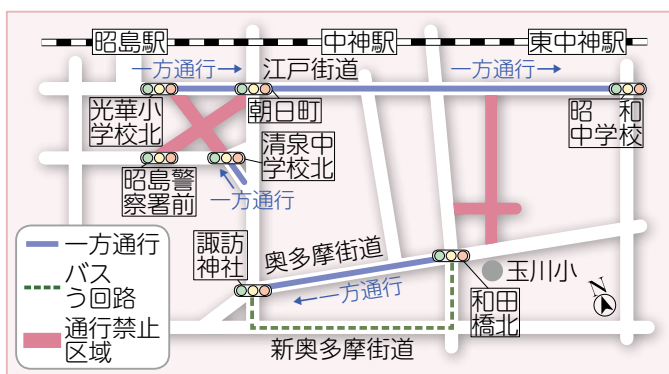 昭島駅
中神駅
東中神駅
一方通行→
江戸街道
一方通行→
光華小
学校北
朝日町
昭和
中学校
清泉中
学校北
昭島警
察署前
一方通行
諏訪
神社
奥多摩街道
←一方通行
玉川小
和田
橋北
N
新奥多摩街道
一方通行
バス
う回路
通行禁止
区域